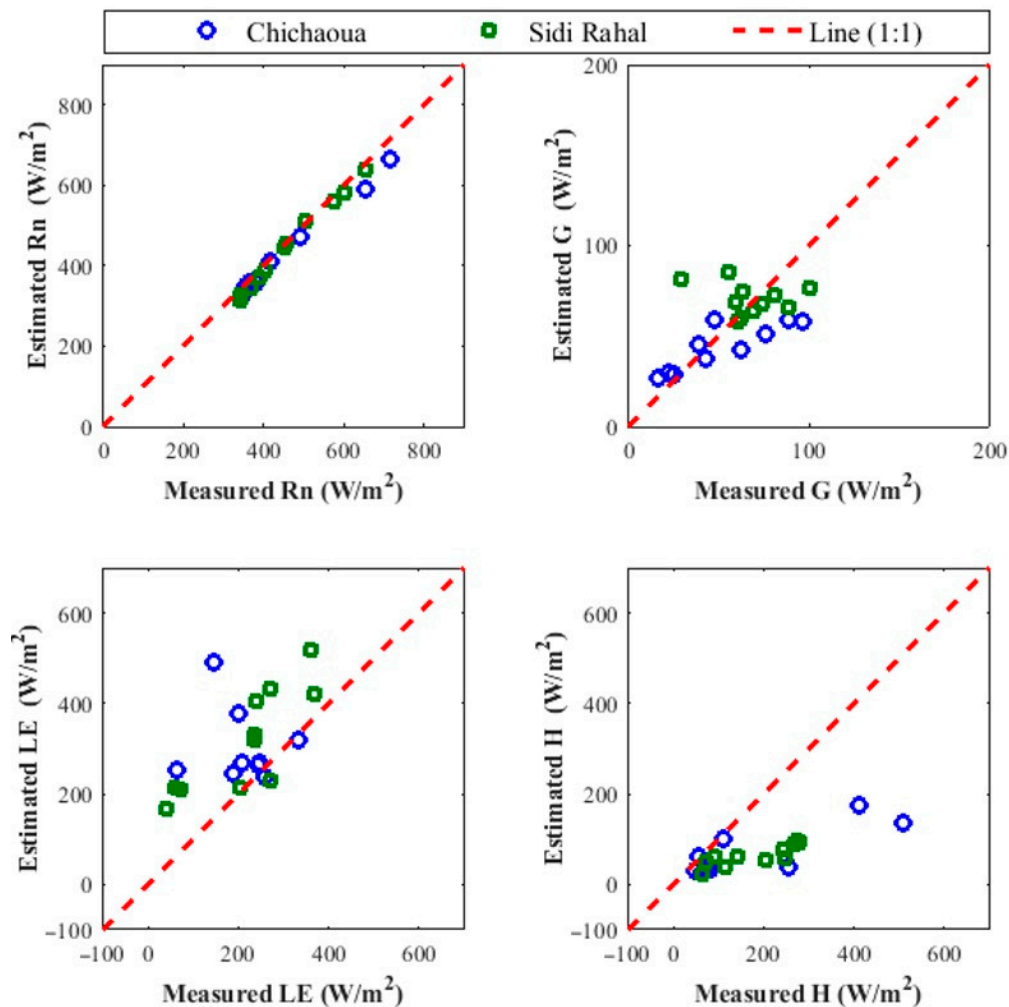 Chichaoua Sidi Rahal Line (1:1)
Estimated Rn (W/m²)
800
600
400
200
0
0 200 400 600 800
Measured Rn (W/m²)
Estimated G (W/m²)
200
100
0
0 100 200
Measured G (W/m²)
Estimated LE (W/m²)
600
400
200
0
−100
−100 0 200 400 600
Measured LE (W/m²)
Estimated H (W/m²)
600
400
200
0
−100
−100 0 200 400 600
Measured H (W/m²)